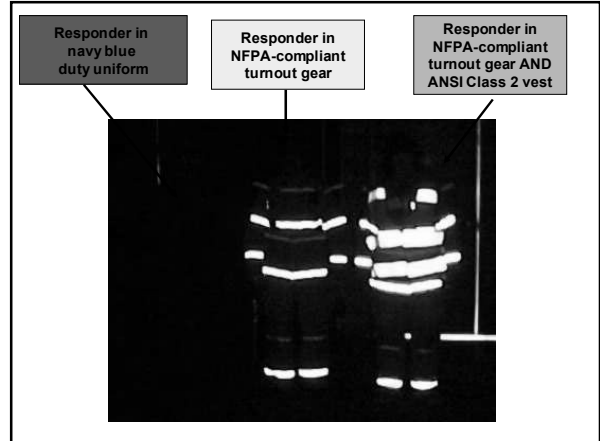 Responder in
navy blue
duty uniform
Responder in
NFPA-compliant
turnout gear
Responder in
NFPA-compliant
turnout gear AND
ANSI Class 2 vest